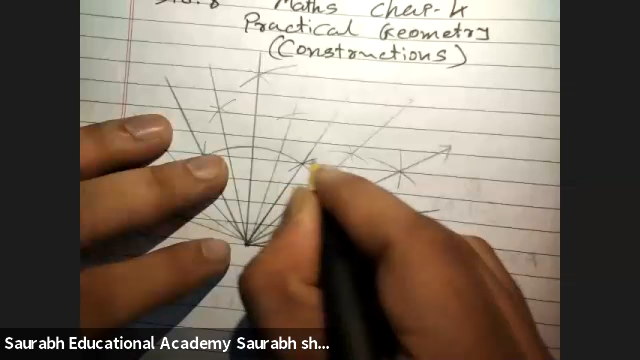 Maths Chap-4
Practical Geometry
(Constructions)
Saurabh Educational Academy Saurabh sh...